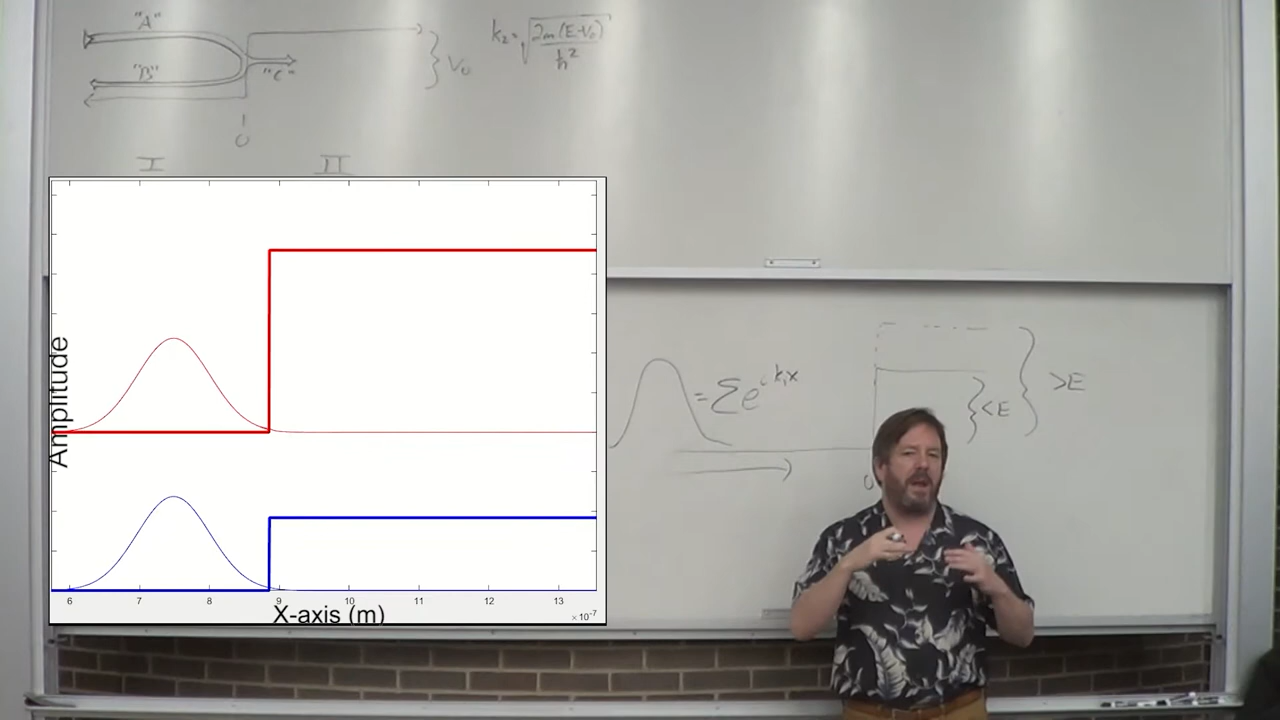 "A"
k₂=√(2m(E-V₀)/ħ²)
"B"
"C"
V₀
0
I II
Amplitude
6 7 8 9 10 11 12 13
X-axis (m)
×10⁻⁷
=Σe^(ik₁x)
<E
>E
0